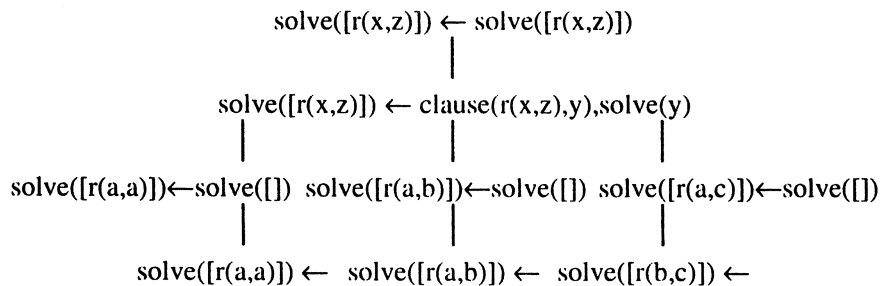 solve([r(x,z)]) ← solve([r(x,z)])
solve([r(x,z)]) ← clause(r(x,z),y),solve(y)
solve([r(a,a)])←solve([]) solve([r(a,b)])←solve([]) solve([r(a,c)])←solve([])
solve([r(a,a)]) ← solve([r(a,b)]) ← solve([r(b,c)]) ←